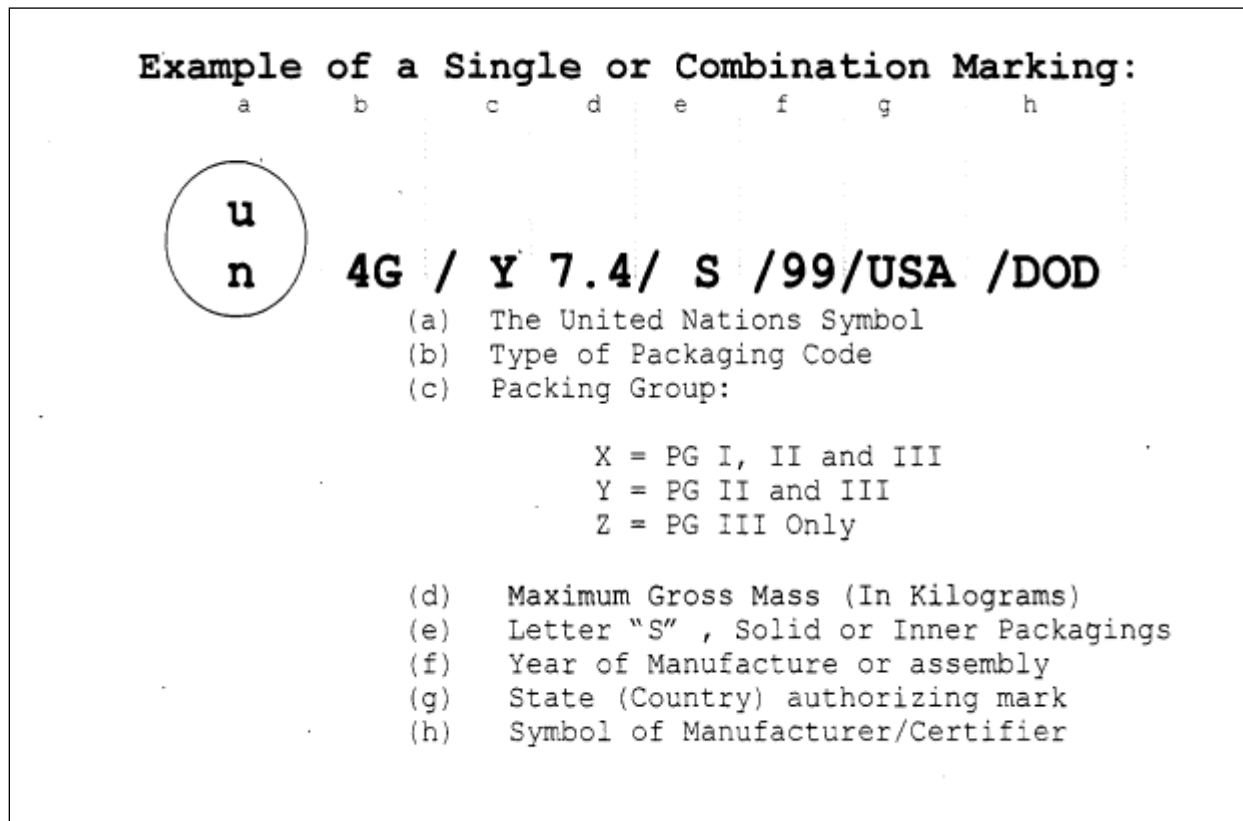 Example of a Single or Combination Marking:
a b c d e f g h
u
n 4G / Y 7.4/ S /99/USA /DOD
(a) The United Nations Symbol
(b) Type of Packaging Code
(c) Packing Group:
X = PG I, II and III
Y = PG II and III
Z = PG III Only
(d) Maximum Gross Mass (In Kilograms)
(e) Letter “S” , Solid or Inner Packagings
(f) Year of Manufacture or assembly
(g) State (Country) authorizing mark
(h) Symbol of Manufacturer/Certifier